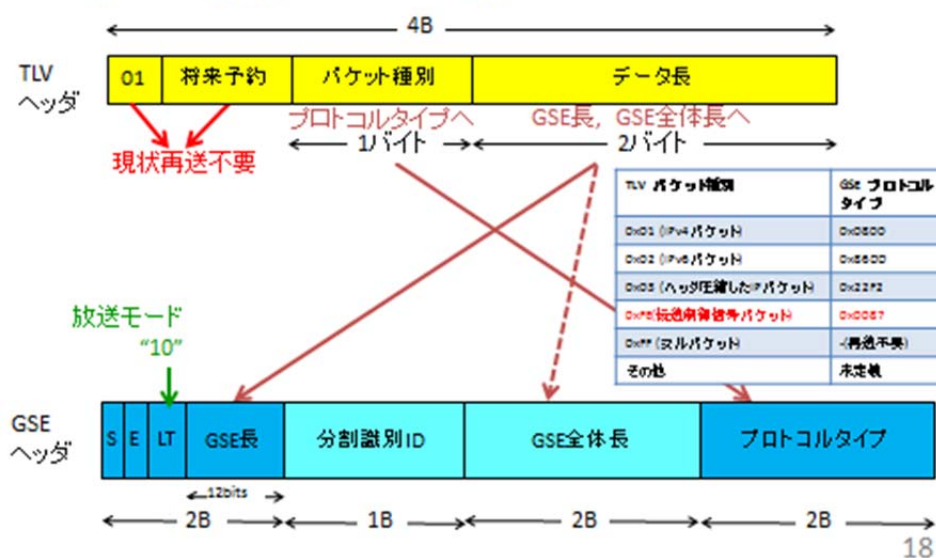 4B
TLV
ヘッダ
01
将来予約
パケット種別
データ長
プロトコルタイプへ
GSE長, GSE全体長へ
現状再送不要
1バイト
2バイト
TLV パケット種別
GSE プロトコル
タイプ
0x01 (IPv4パケット)
0x0800
0x02 (IPv6パケット)
0x86DD
0x03 (ヘッダ圧縮したIPパケット)
0x22F2
0xFE(伝送制御信号パケット)
0x0087
0xFF (ヌルパケット)
-(再送不要)
その他
未定義
放送モード
“10”
GSE
ヘッダ
S
E
LT
GSE長
分割識別ID
GSE全体長
プロトコルタイプ
12bits
2B
1B
2B
2B
18